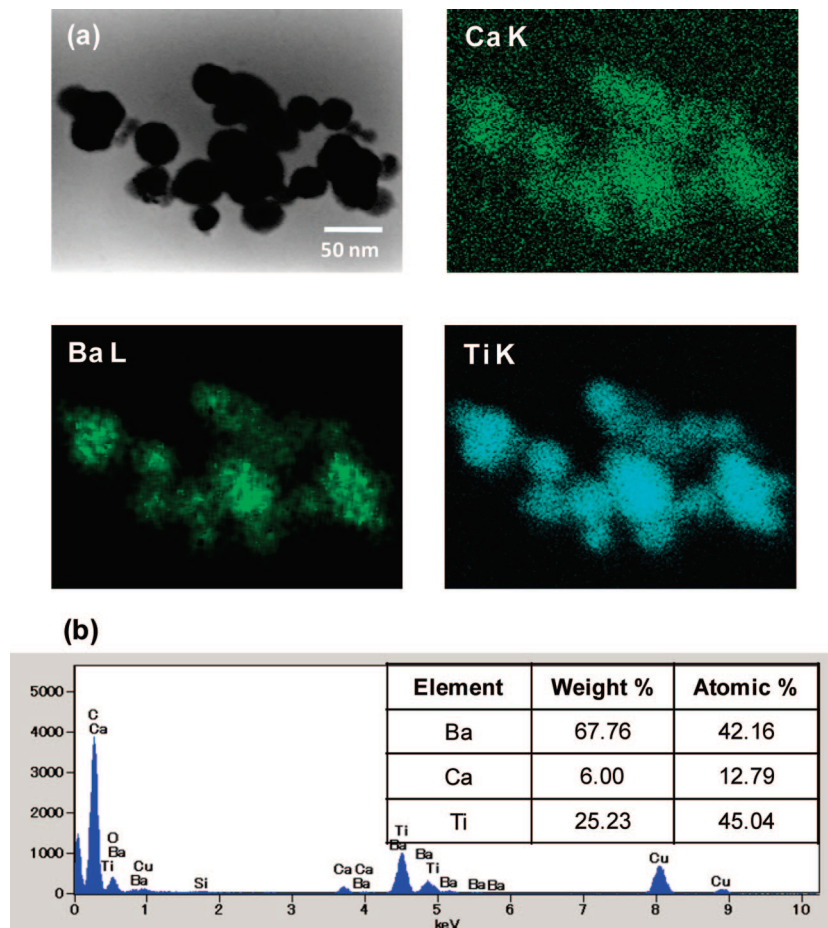 (a)
Ca K
50 nm
Ba L
Ti K
(b)
Element Weight % Atomic %
Ba 67.76 42.16
Ca 6.00 12.79
Ti 25.23 45.04
5000
4000
3000
2000
1000
0
C
Ca
O
Ba
Ti
Cu
Ba
Si
Ca Ca
Ba
Ti
Ba
Ba
Ti
Ba
Ba Ba
Cu
Cu
0 1 2 3 4 5 6 7 8 9 10
keV